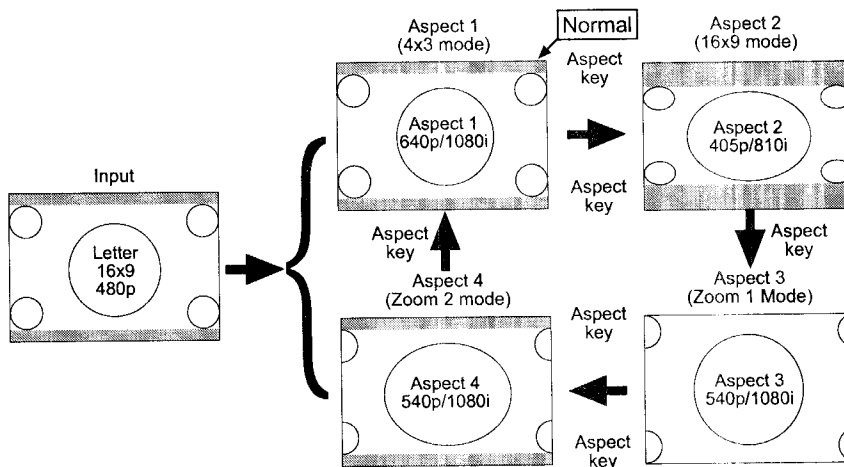 Input
Letter
16x9
480p
Aspect 1
(4x3 mode)
Normal
Aspect 1
640p/1080i
Aspect
key
Aspect
key
Aspect 2
(16x9 mode)
Aspect 2
405p/810i
Aspect
key
Aspect 3
(Zoom 1 Mode)
Aspect 3
540p/1080i
Aspect
key
Aspect
key
Aspect 4
(Zoom 2 mode)
Aspect 4
540p/1080i
Aspect
key